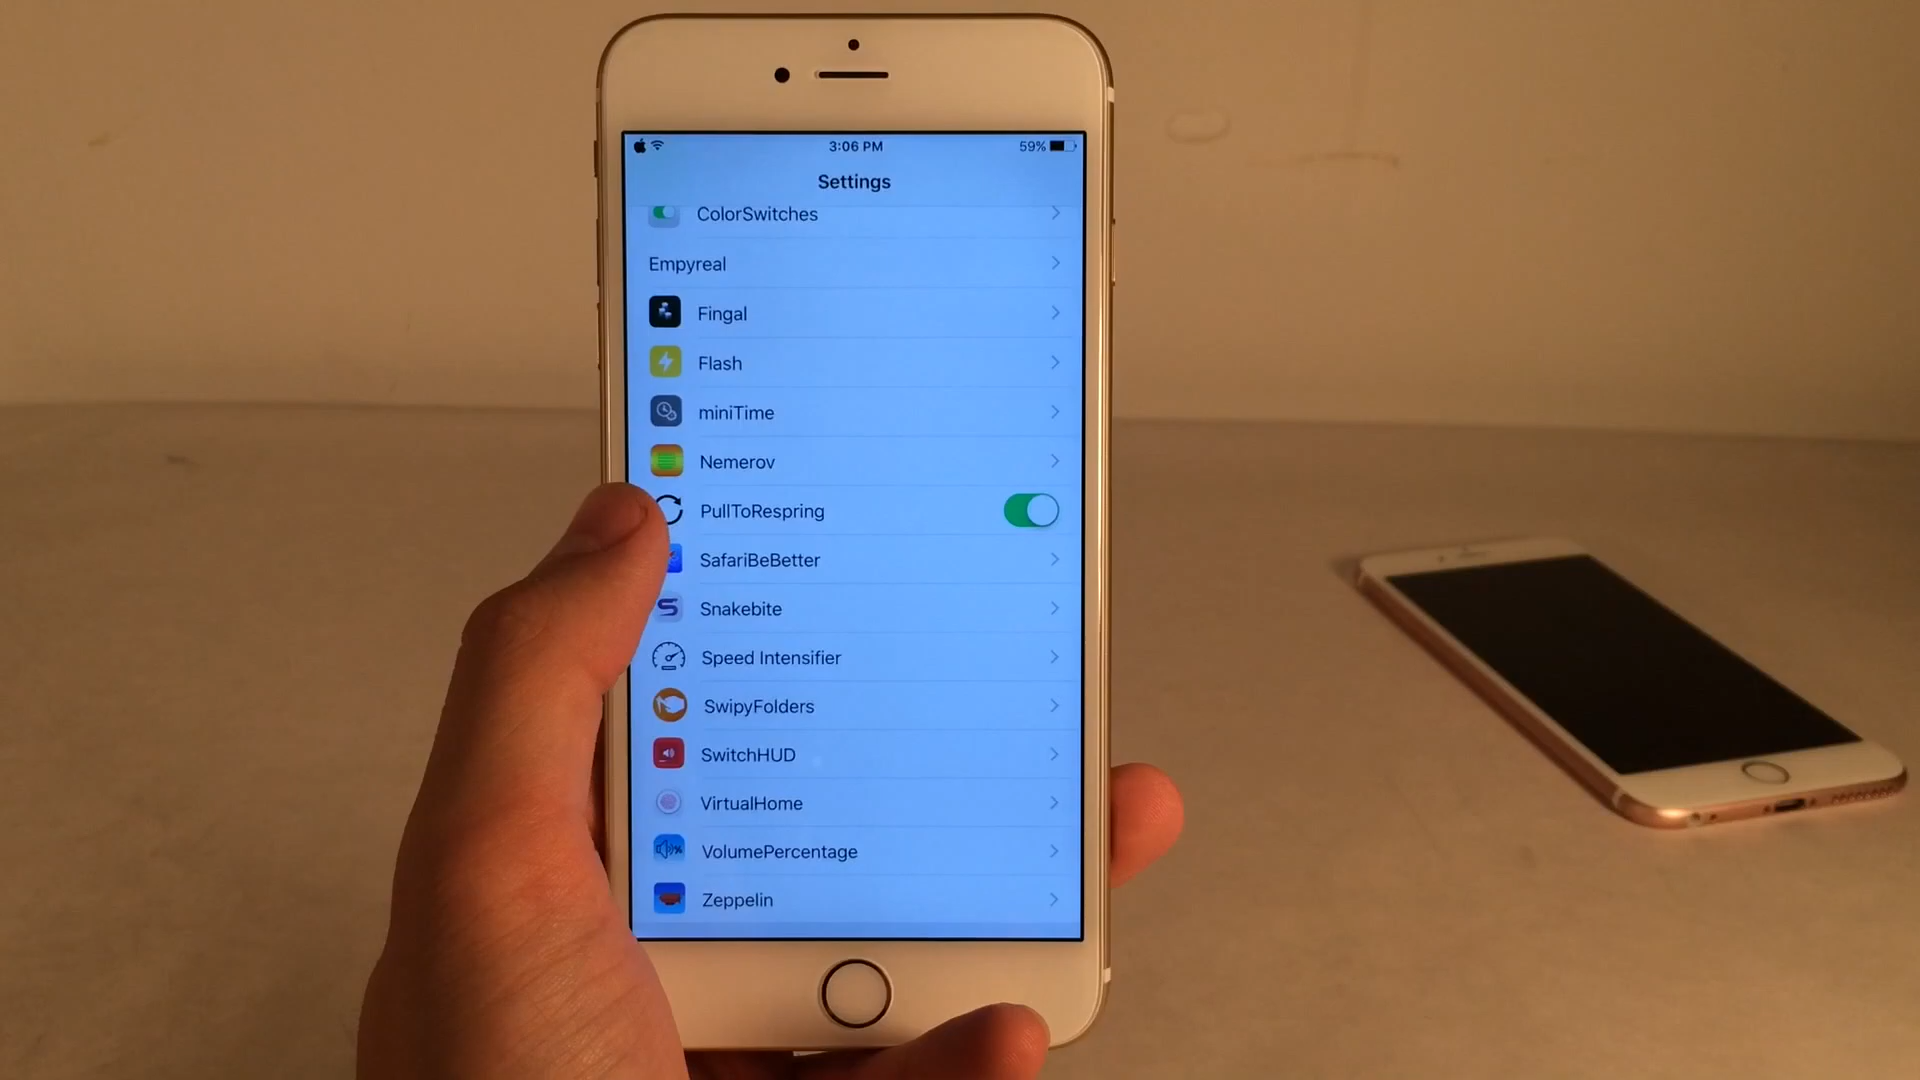 3:06 PM
59%
Settings
ColorSwitches
Empyreal
Fingal
Flash
miniTime
Nemerov
PullToRespring
SafariBeBetter
Snakebite
Speed Intensifier
SwipyFolders
SwitchHUD
VirtualHome
VolumePercentage
Zeppelin